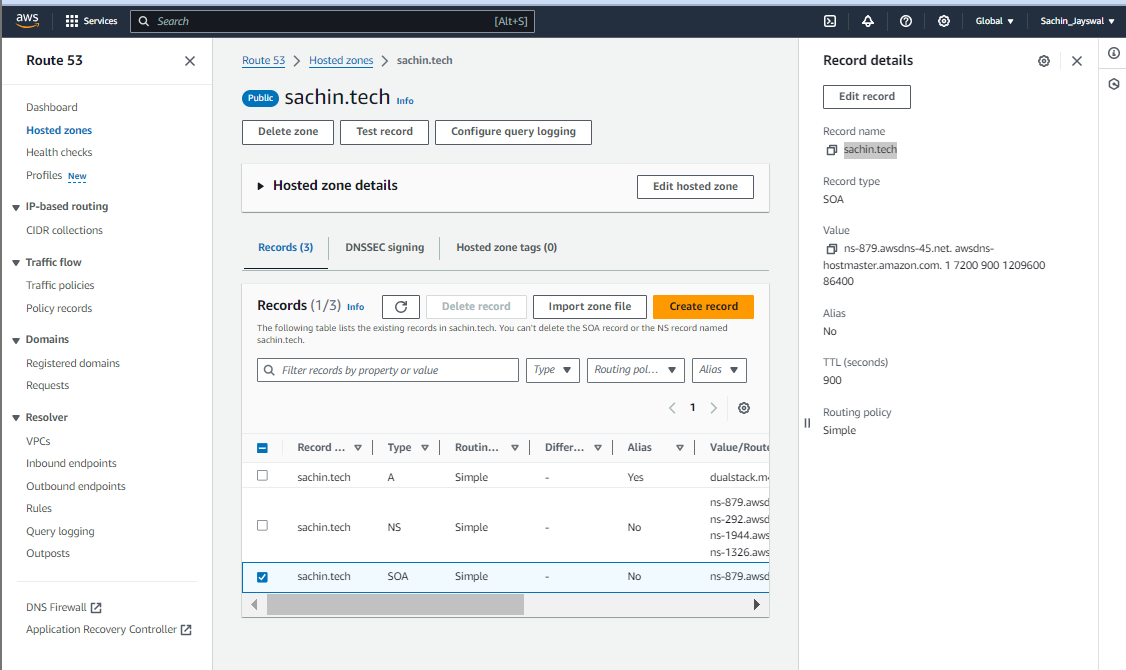 aws Services Search [Alt+S] Global Sachin_Jayswal
Route 53
Dashboard
Hosted zones
Health checks
Profiles New
IP-based routing
CIDR collections
Traffic flow
Traffic policies
Policy records
Domains
Registered domains
Requests
Resolver
VPCs
Inbound endpoints
Outbound endpoints
Rules
Query logging
Outposts
DNS Firewall
Application Recovery Controller
Route 53 Hosted zones sachin.tech
Public sachin.tech Info
Delete zone Test record Configure query logging
Hosted zone details Edit hosted zone
Records (3) DNSSEC signing Hosted zone tags (0)
Records (1/3) Info Delete record Import zone file Create record
The following table lists the existing records in sachin.tech. You can't delete the SOA record or the NS record named
sachin.tech.
Filter records by property or value Type Routing pol... Alias
1
Record ... Type Routin... Differ... Alias Value/Route
sachin.tech A Simple - Yes dualstack.m
sachin.tech NS Simple - No ns-879.awsd
ns-292.awsd
ns-1944.aws
ns-1326.aws
sachin.tech SOA Simple - No ns-879.awsd
Record details
Edit record
Record name
sachin.tech
Record type
SOA
Value
ns-879.awsdns-45.net. awsdns-
hostmaster.amazon.com. 1 7200 900 1209600
86400
Alias
No
TTL (seconds)
900
Routing policy
Simple